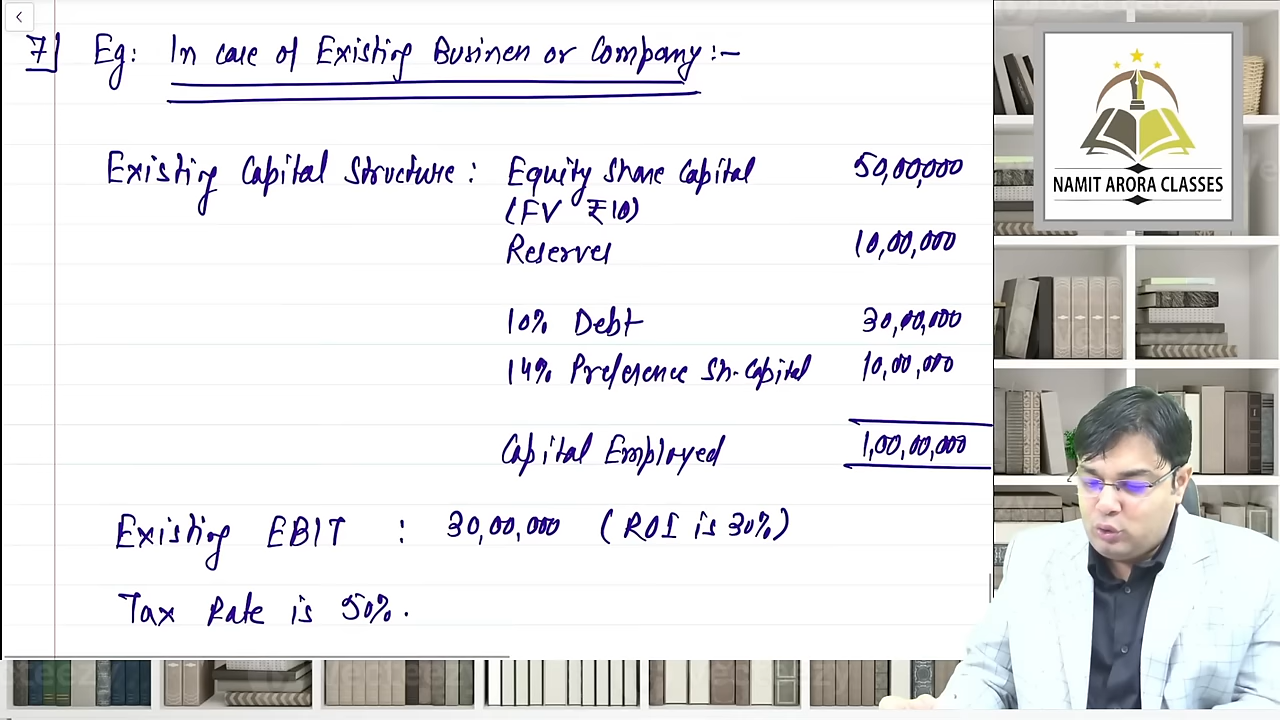 7] Eg: In case of Existing Business or Company :-
Existing Capital Structure : Equity Share Capital 50,00,000
(FV ₹10)
Reserves 10,00,000
10% Debt 30,00,000
14% Preference Sh. Capital 10,00,000
Capital Employed 1,00,00,000
Existing EBIT : 30,00,000 (ROI is 30%)
Tax Rate is 50%.
NAMIT ARORA CLASSES